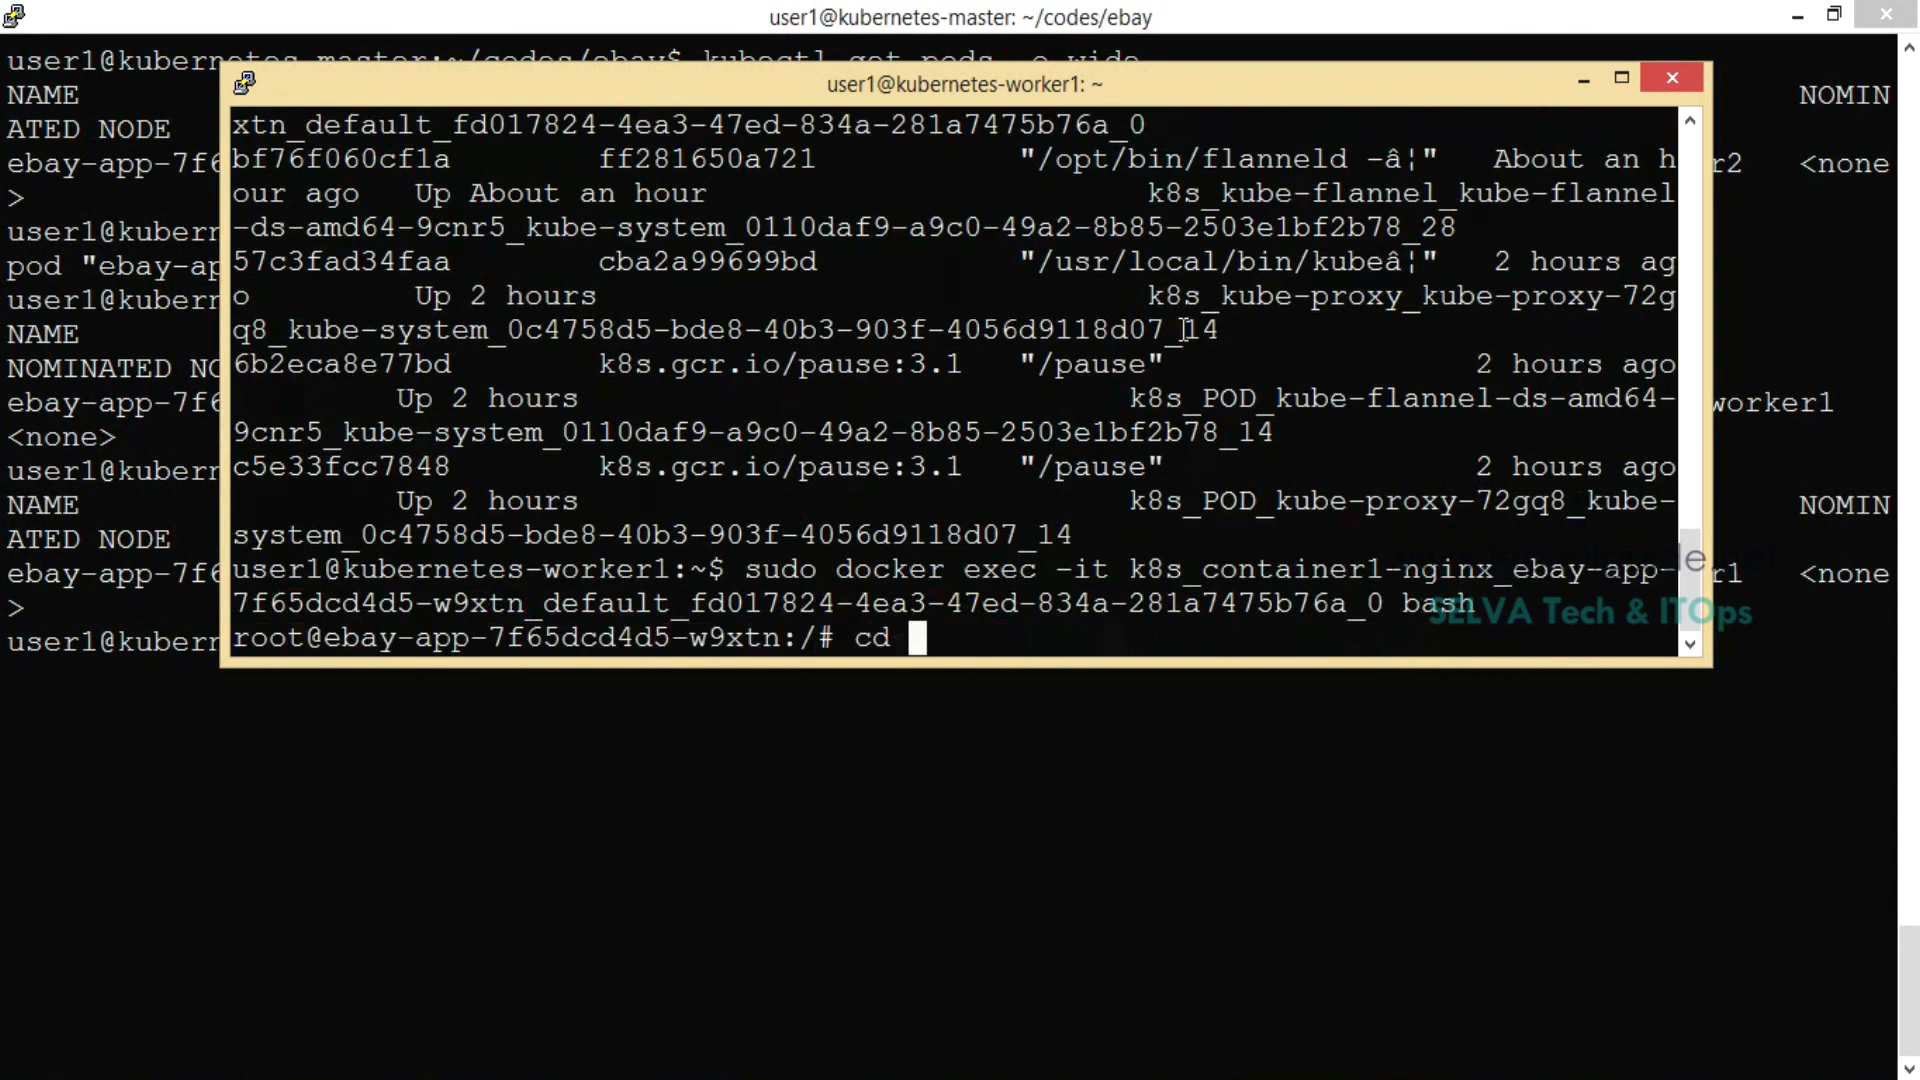 user1@kubernetes-master: ~/codes/ebay
user1@kubernetes-master:~/codes/ebay$ kubectl get pods -o wide
NAME NOMIN
ATED NODE
ebay-app-7f6 r2 <none
>
user1@kubern
pod "ebay-ap
user1@kubern
NAME
NOMINATED NO
ebay-app-7f6 worker1
<none>
user1@kubern
NAME NOMIN
ATED NODE
ebay-app-7f6 r1 <none
>
user1@kubern
user1@kubernetes-worker1: ~
xtn_default_fd017824-4ea3-47ed-834a-281a7475b76a_0
bf76f060cf1a ff281650a721 "/opt/bin/flanneld -â¦" About an h
our ago Up About an hour k8s_kube-flannel_kube-flannel
-ds-amd64-9cnr5_kube-system_0110daf9-a9c0-49a2-8b85-2503e1bf2b78_28
57c3fad34faa cba2a99699bd "/usr/local/bin/kubeâ¦" 2 hours ag
o Up 2 hours k8s_kube-proxy_kube-proxy-72g
q8_kube-system_0c4758d5-bde8-40b3-903f-4056d9118d07_14
6b2eca8e77bd k8s.gcr.io/pause:3.1 "/pause" 2 hours ago
Up 2 hours k8s_POD_kube-flannel-ds-amd64-
9cnr5_kube-system_0110daf9-a9c0-49a2-8b85-2503e1bf2b78_14
c5e33fcc7848 k8s.gcr.io/pause:3.1 "/pause" 2 hours ago
Up 2 hours k8s_POD_kube-proxy-72gq8_kube-
system_0c4758d5-bde8-40b3-903f-4056d9118d07_14
user1@kubernetes-worker1:~$ sudo docker exec -it k8s_container1-nginx_ebay-app-
7f65dcd4d5-w9xtn_default_fd017824-4ea3-47ed-834a-281a7475b76a_0 bash
root@ebay-app-7f65dcd4d5-w9xtn:/# cd
SELVA Tech & ITOps